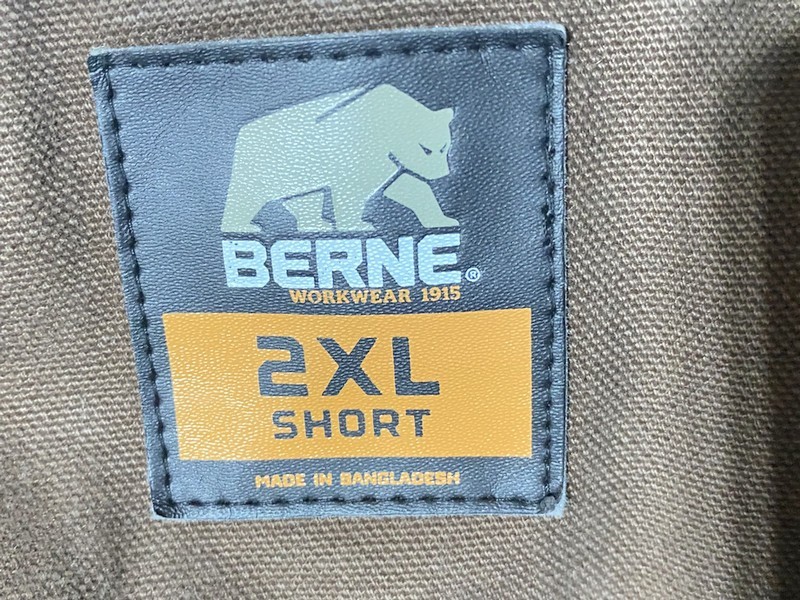 BERNE®
WORKWEAR 1915
2XL
SHORT
MADE IN BANGLADESH